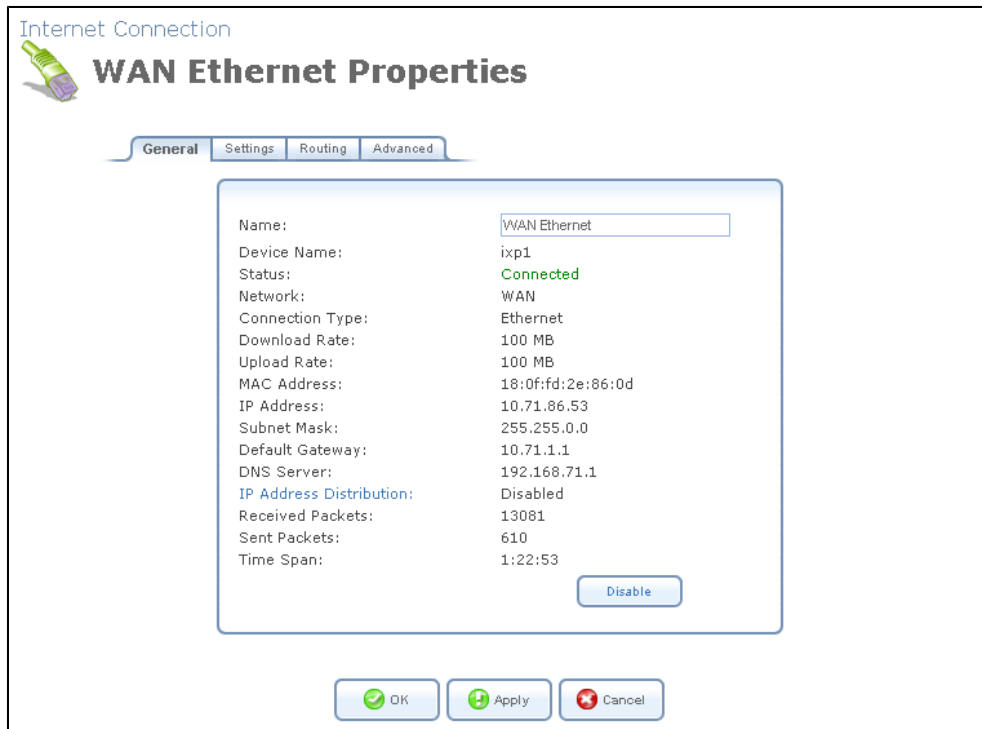 Internet Connection
WAN Ethernet Properties
General Settings Routing Advanced
Name: WAN Ethernet
Device Name: ixp1
Status: Connected
Network: WAN
Connection Type: Ethernet
Download Rate: 100 MB
Upload Rate: 100 MB
MAC Address: 18:0f:fd:2e:86:0d
IP Address: 10.71.86.53
Subnet Mask: 255.255.0.0
Default Gateway: 10.71.1.1
DNS Server: 192.168.71.1
IP Address Distribution: Disabled
Received Packets: 13081
Sent Packets: 610
Time Span: 1:22:53
Disable
OK Apply Cancel